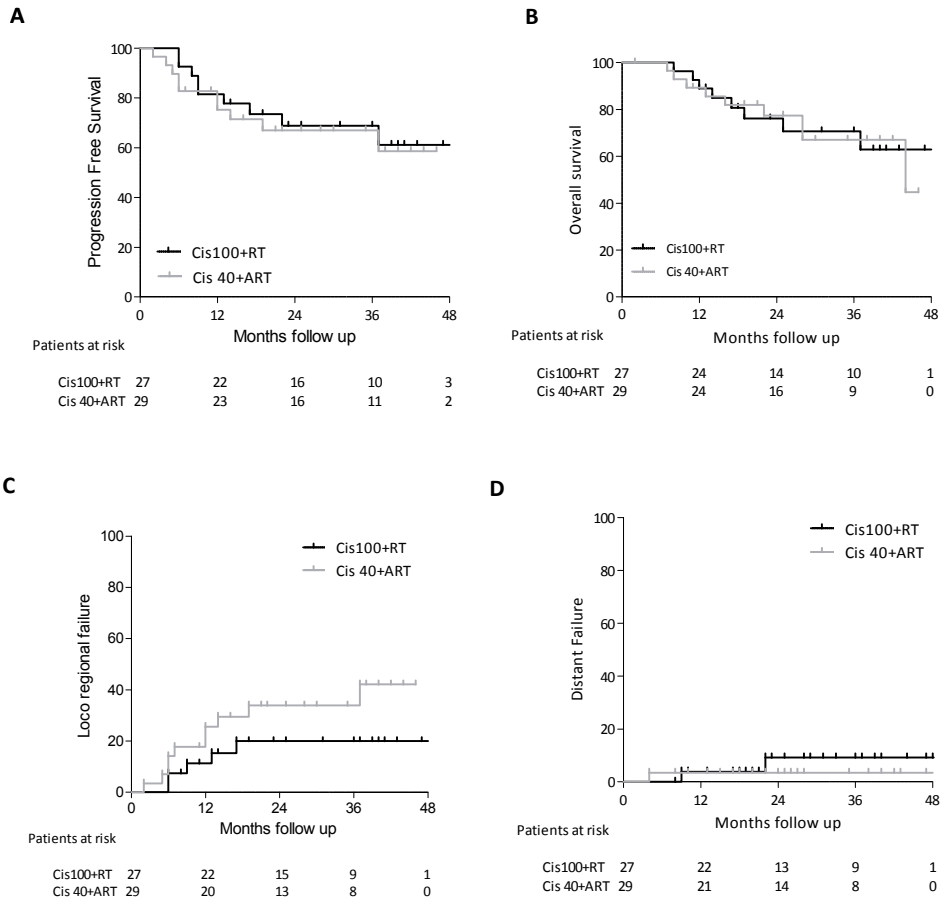 A
Progression Free Survival
100
80
60
40
20
0
Cis100+RT
Cis 40+ART
0 12 24 36 48
Months follow up
Patients at risk
Cis100+RT 27 22 16 10 3
Cis 40+ART 29 23 16 11 2
B
Overall survival
100
80
60
40
20
0
Cis100+RT
Cis 40+ART
0 12 24 36 48
Months follow up
Patients at risk
Cis100+RT 27 24 14 10 1
Cis 40+ART 29 24 16 9 0
C
Loco regional failure
100
80
60
40
20
0
Cis100+RT
Cis 40+ART
0 12 24 36 48
Months follow up
Patients at risk
Cis100+RT 27 22 15 9 1
Cis 40+ART 29 20 13 8 0
D
Distant Failure
100
80
60
40
20
0
Cis100+RT
Cis 40+ART
0 12 24 36 48
Months follow up
Patients at risk
Cis100+RT 27 22 13 9 1
Cis 40+ART 29 21 14 8 0